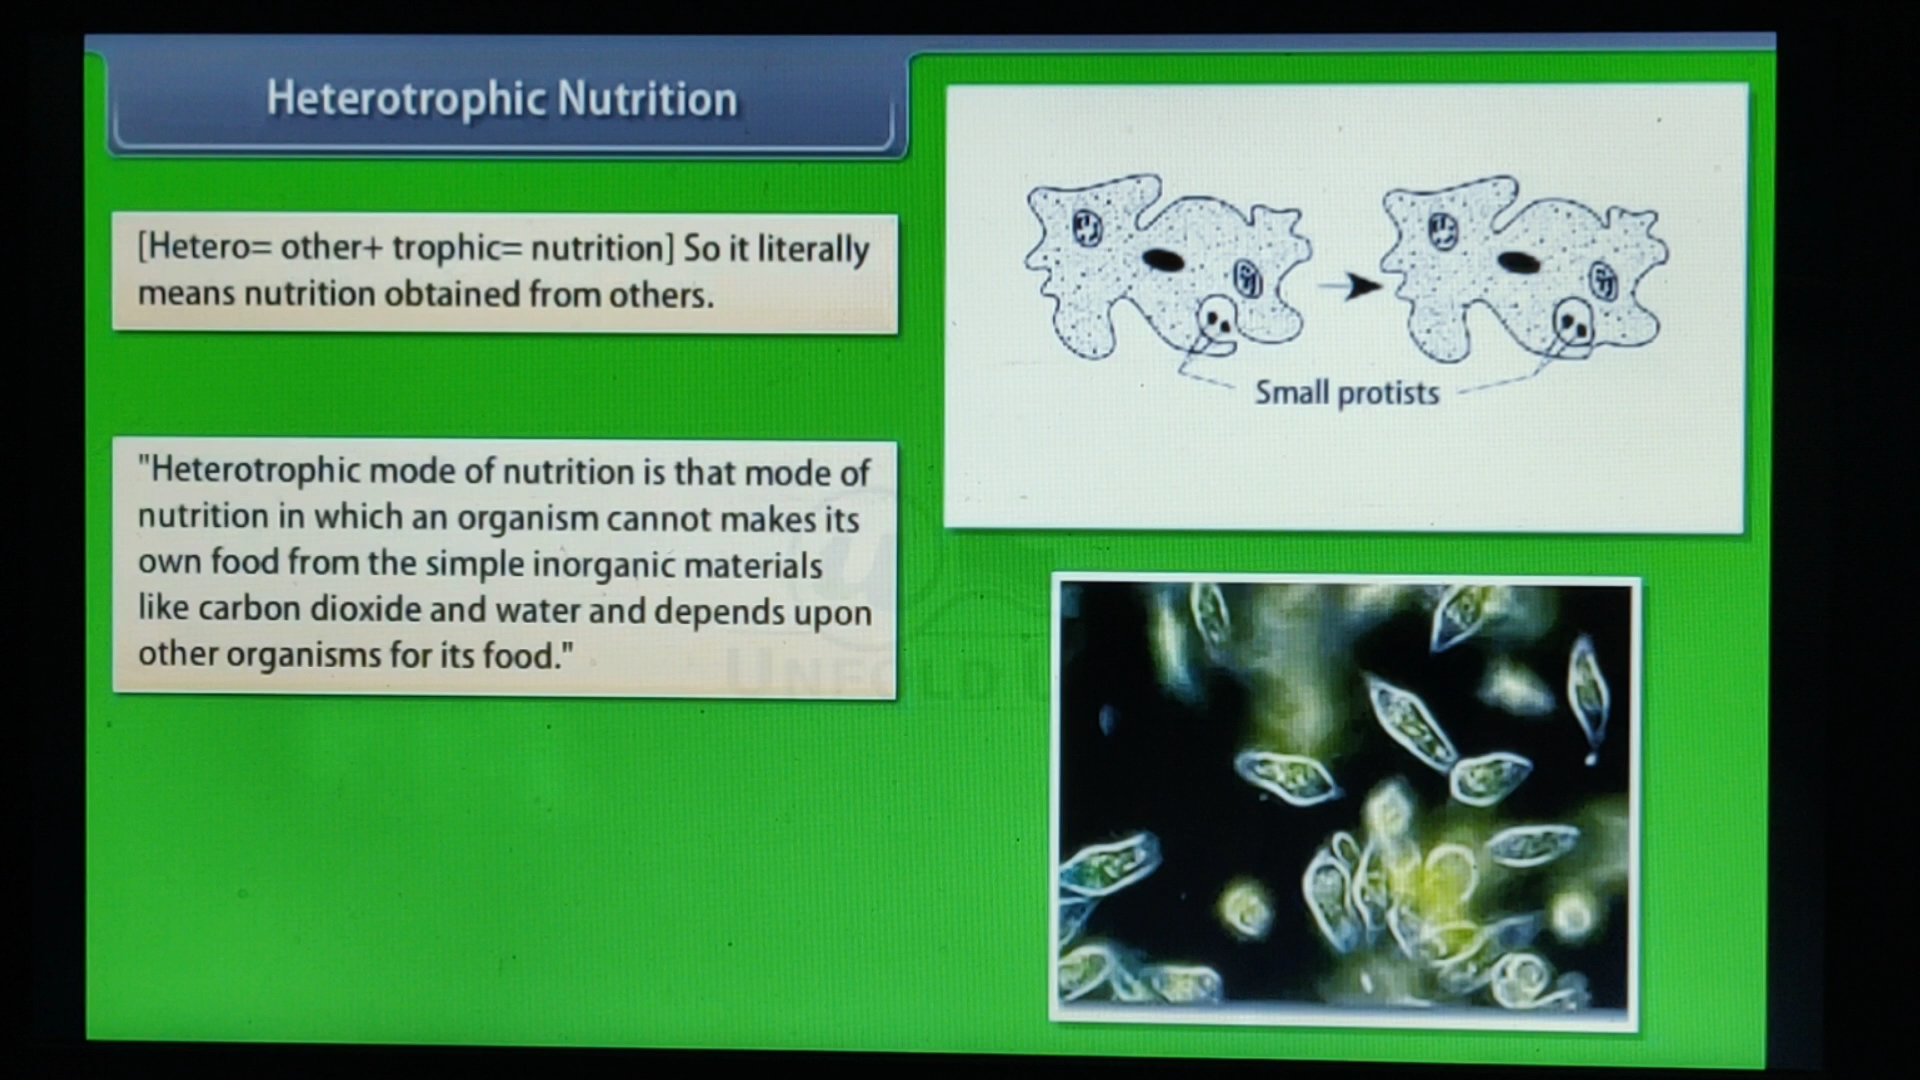 Heterotrophic Nutrition
[Hetero= other+ trophic= nutrition] So it literally
means nutrition obtained from others.
"Heterotrophic mode of nutrition is that mode of
nutrition in which an organism cannot makes its
own food from the simple inorganic materials
like carbon dioxide and water and depends upon
other organisms for its food."
Small protists
UNFOLD U